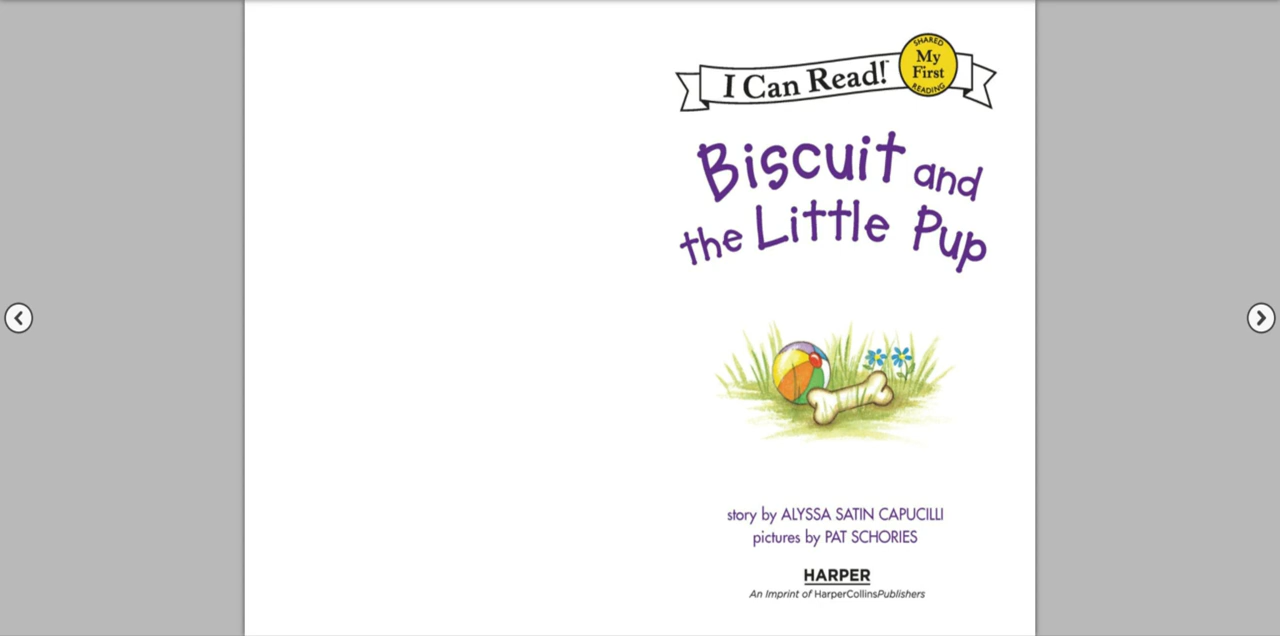 I Can Read!™
SHARED
My
First
READING
Biscuit and
the Little Pup
story by ALYSSA SATIN CAPUCILLI
pictures by PAT SCHORIES
HARPER
An Imprint of HarperCollinsPublishers